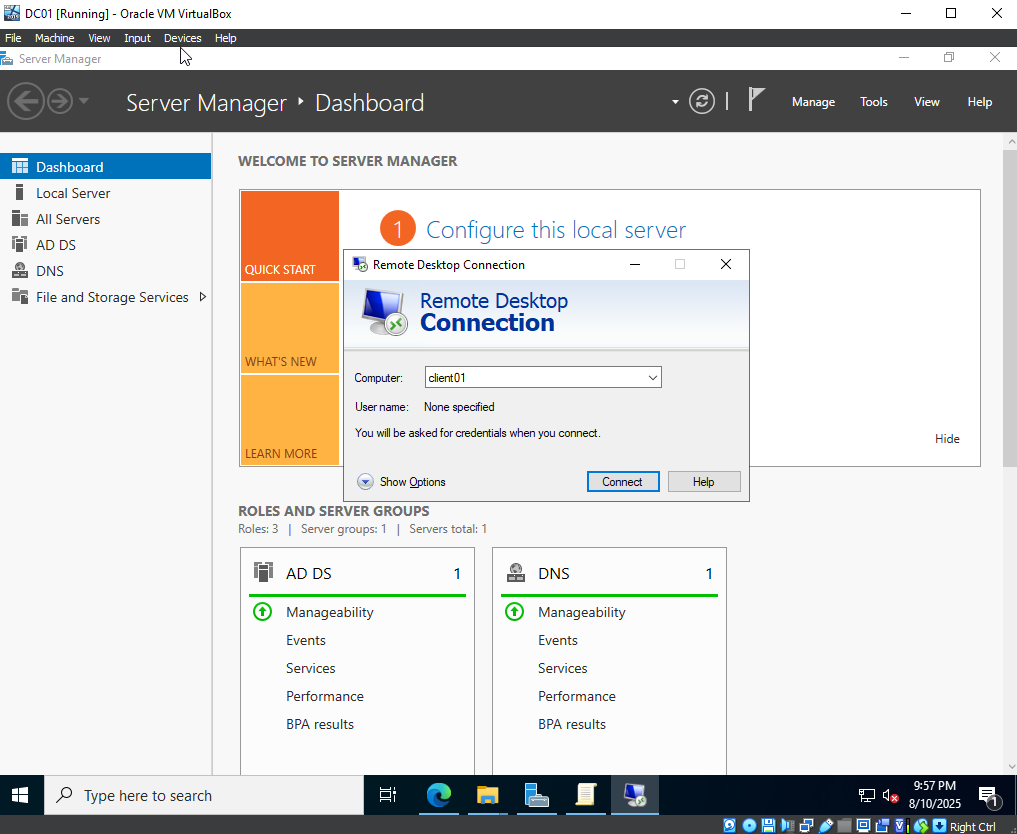 DC01 [Running] - Oracle VM VirtualBox
File Machine View Input Devices Help
Server Manager
Server Manager Dashboard
Manage Tools View Help
Dashboard
Local Server
All Servers
AD DS
DNS
File and Storage Services
WELCOME TO SERVER MANAGER
QUICK START
WHAT'S NEW
LEARN MORE
1 Configure this local server
Hide
Remote Desktop Connection
Remote Desktop
Connection
Computer: client01
User name: None specified
You will be asked for credentials when you connect.
Show Options Connect Help
ROLES AND SERVER GROUPS
Roles: 3 | Server groups: 1 | Servers total: 1
AD DS 1
Manageability
Events
Services
Performance
BPA results
DNS 1
Manageability
Events
Services
Performance
BPA results
Type here to search
9:57 PM
8/10/2025
1
Right Ctrl